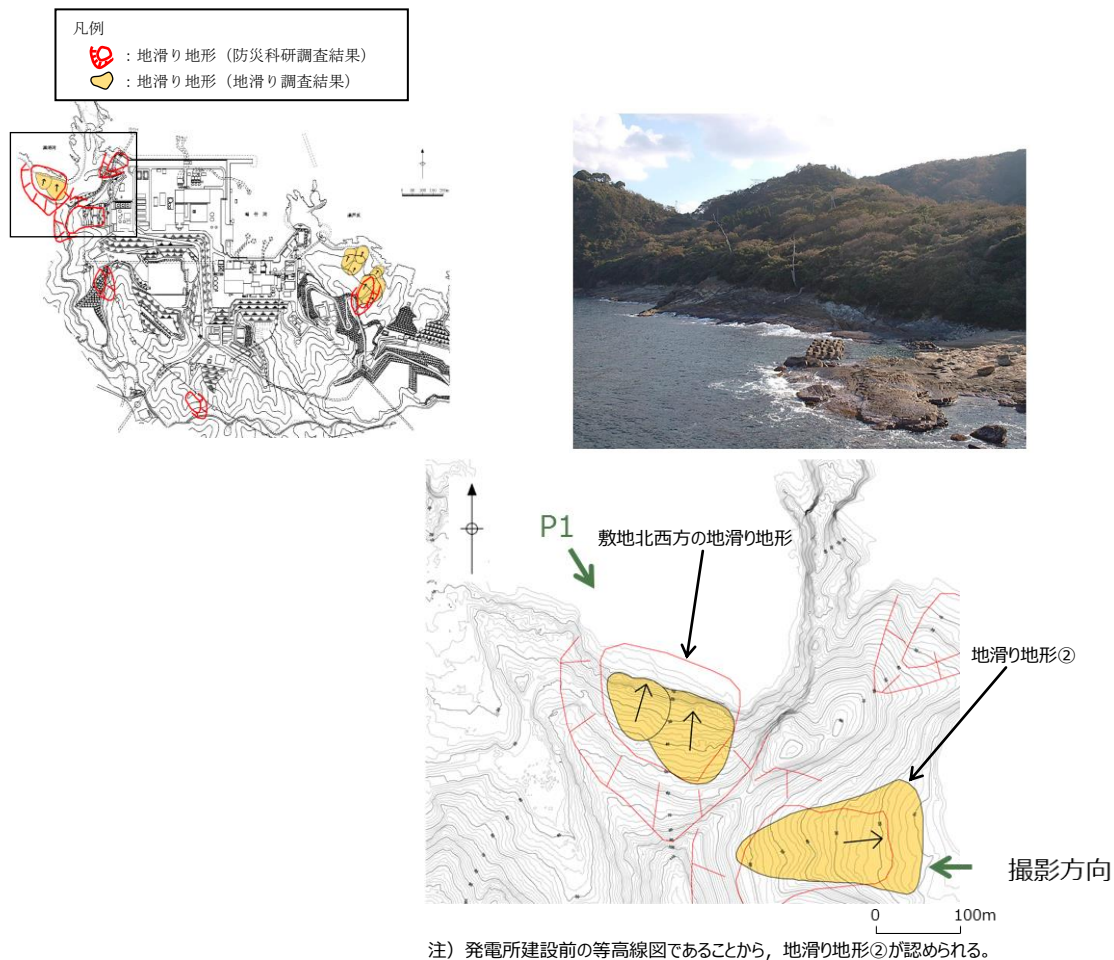 凡例
：地滑り地形（防災科研調査結果）
：地滑り地形（地滑り調査結果）
P1
敷地北西方の地滑り地形
地滑り地形②
撮影方向
0 100m
注）発電所建設前の等高線図であることから，地滑り地形②が認められる。